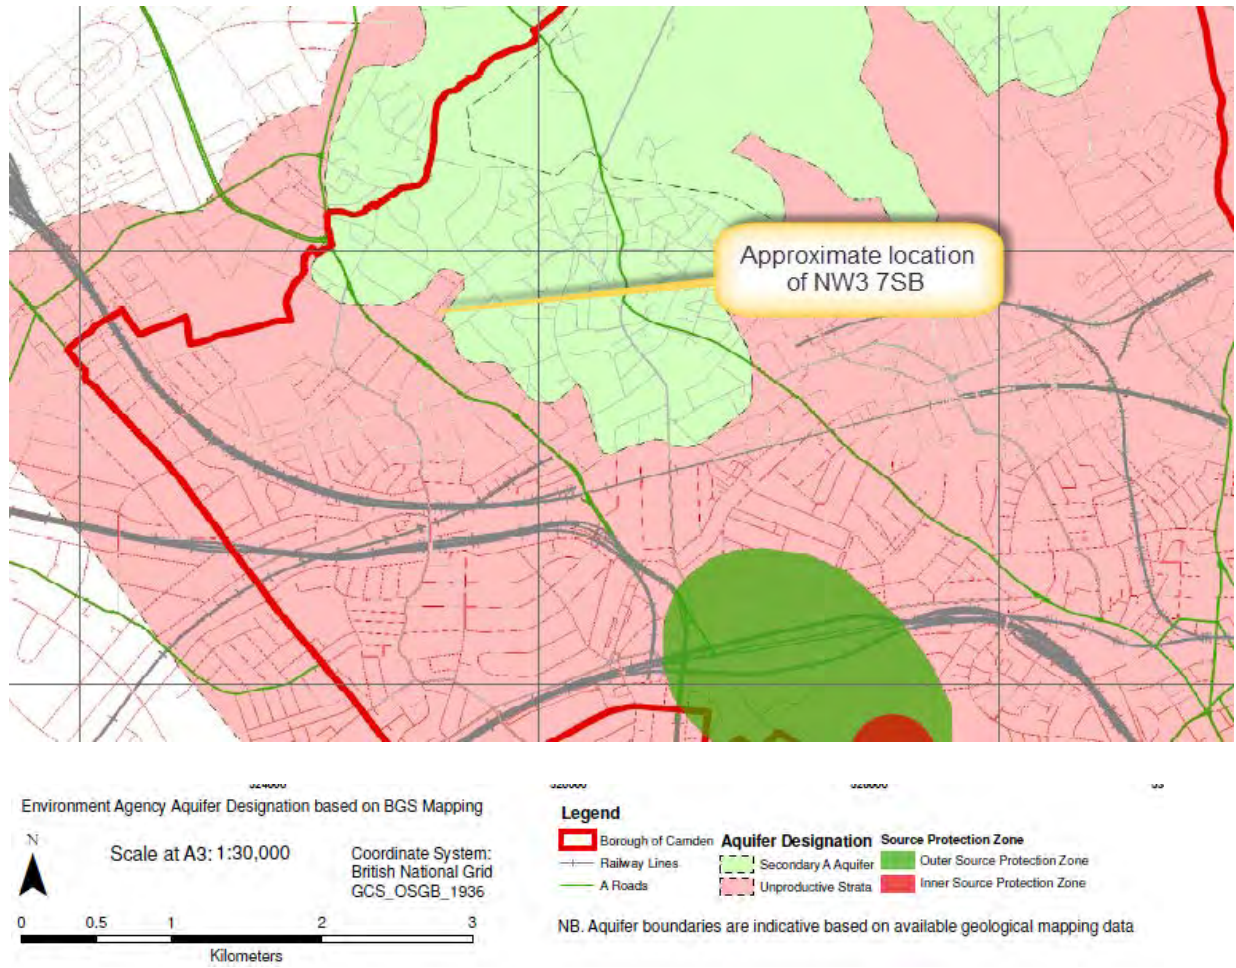 Approximate location
of NW3 7SB
Environment Agency Aquifer Designation based on BGS Mapping
N
Scale at A3: 1:30,000
Coordinate System:
British National Grid
GCS_OSGB_1936
0 0.5 1 2 3
Kilometers
Legend
Borough of Camden
Railway Lines
A Roads
Aquifer Designation
Secondary A Aquifer
Unproductive Strata
Source Protection Zone
Outer Source Protection Zone
Inner Source Protection Zone
NB. Aquifer boundaries are indicative based on available geological mapping data